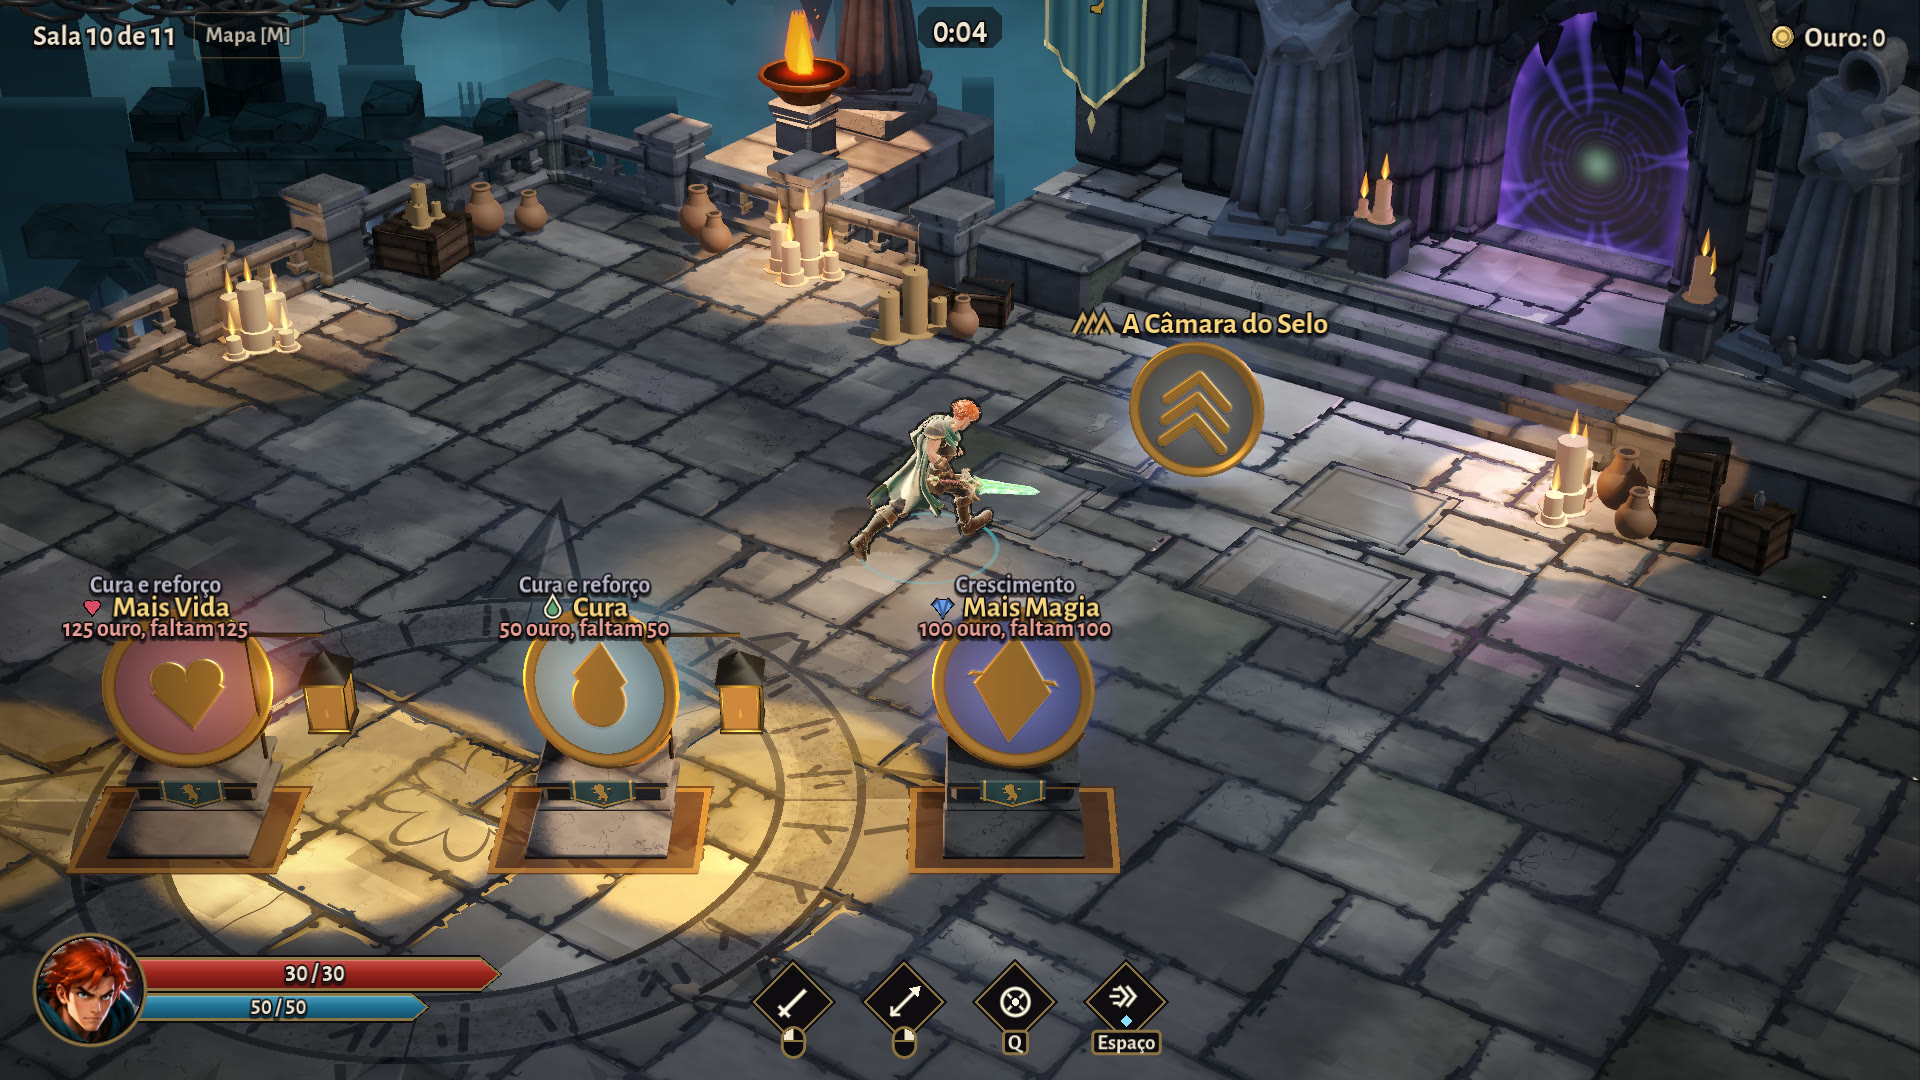 Sala 10 de 11
Mapa [M]
0:04
Ouro: 0
A Câmara do Selo
Cura e reforço
Mais Vida
125 ouro, faltam 125
Cura e reforço
Cura
50 ouro, faltam 50
Crescimento
Mais Magia
100 ouro, faltam 100
30/30
50/50
Q
Espaço